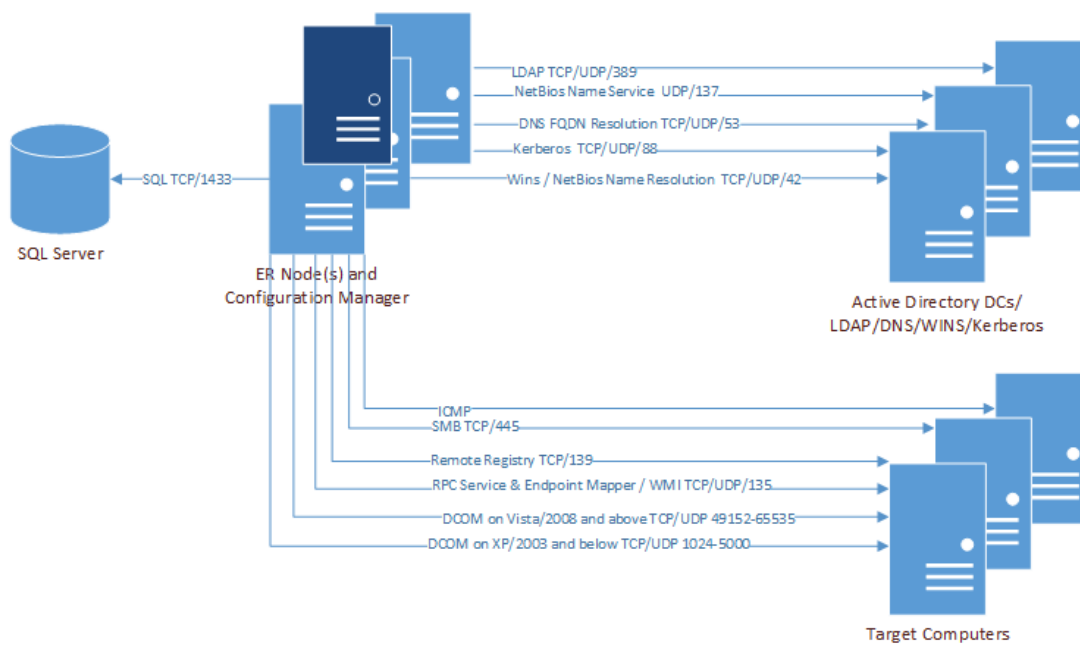 LDAP TCP/UDP/389
NetBios Name Service UDP/137
DNS FQDN Resolution TCP/UDP/53
Kerberos TCP/UDP/88
SQL TCP/1433
Wins / NetBios Name Resolution TCP/UDP/42
SQL Server
ER Node(s) and
Configuration Manager
Active Directory DCs/
LDAP/DNS/WINS/Kerberos
ICMP
SMB TCP/445
Remote Registry TCP/139
RPC Service & Endpoint Mapper / WMI TCP/UDP/135
DCOM on Vista/2008 and above TCP/UDP 49152-65535
DCOM on XP/2003 and below TCP/UDP 1024-5000
Target Computers